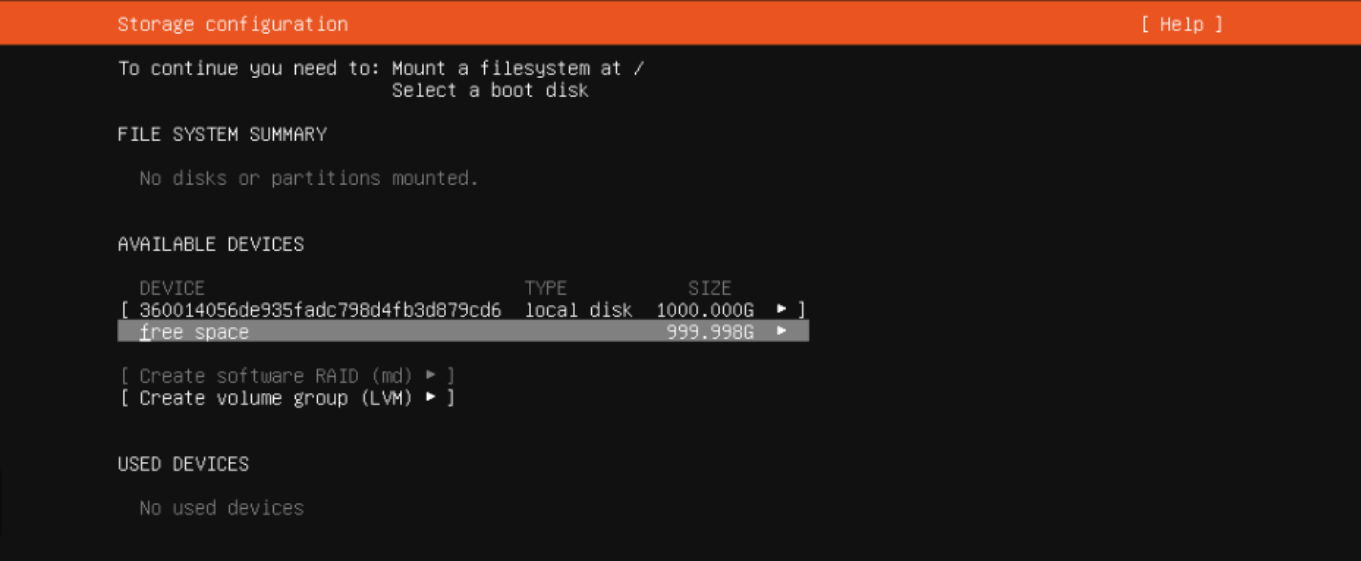 Storage configuration [ Help ]
To continue you need to: Mount a filesystem at /
Select a boot disk
FILE SYSTEM SUMMARY
No disks or partitions mounted.
AVAILABLE DEVICES
DEVICE TYPE SIZE
[ 360014056de935fadc798d4fb3d879cd6 local disk 1000.000G ▸ ]
free space 999.998G ▸
[ Create software RAID (md) ▸ ]
[ Create volume group (LVM) ▸ ]
USED DEVICES
No used devices